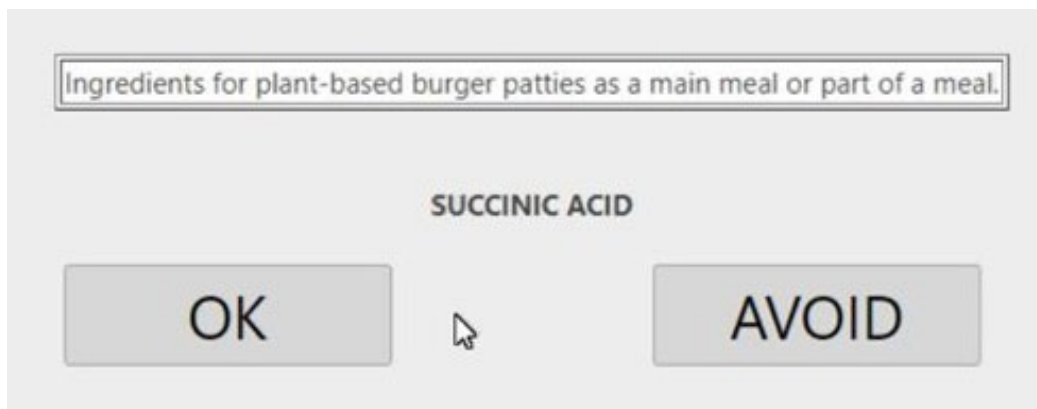 Ingredients for plant-based burger patties as a main meal or part of a meal.
SUCCINIC ACID
OK
AVOID